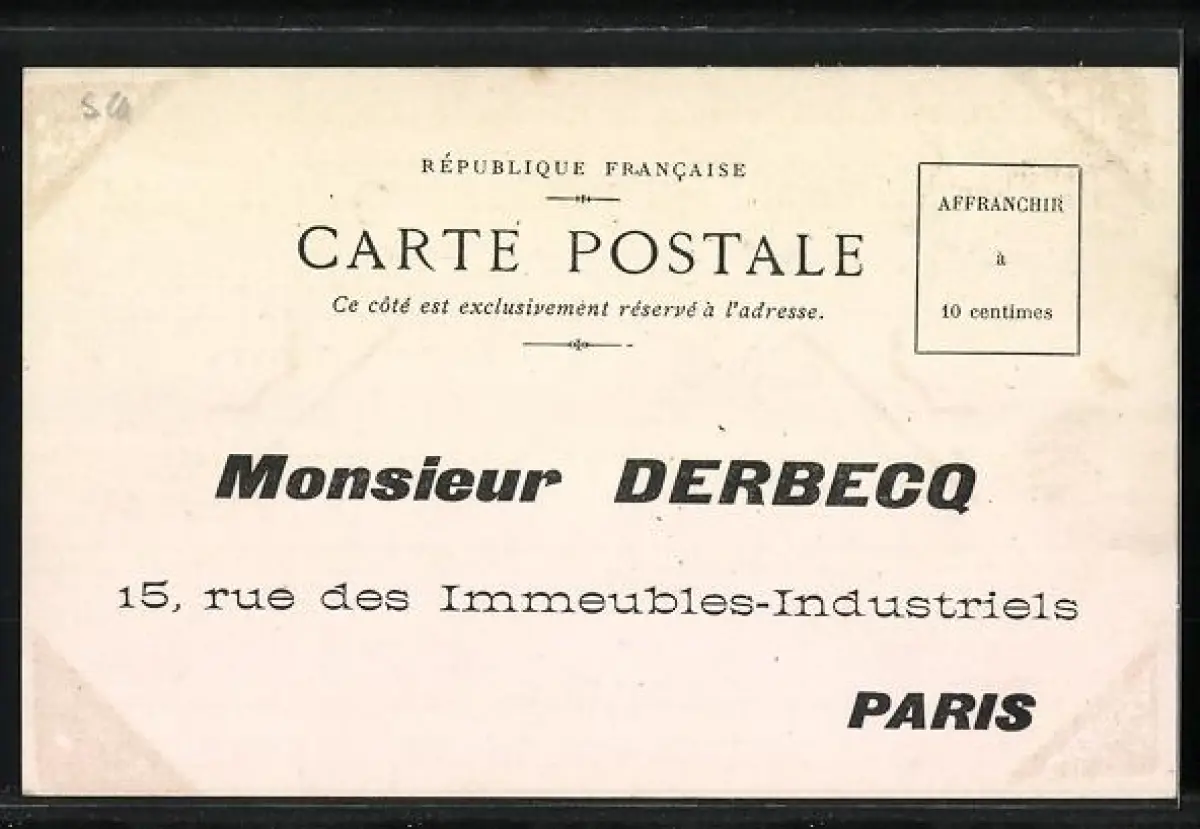 RÉPUBLIQUE FRANÇAISE
CARTE POSTALE
Ce côté est exclusivement réservé à l'adresse.
AFFRANCHIR
à
10 centimes
Monsieur DERBECQ
15, rue des Immeubles-Industriels
PARIS